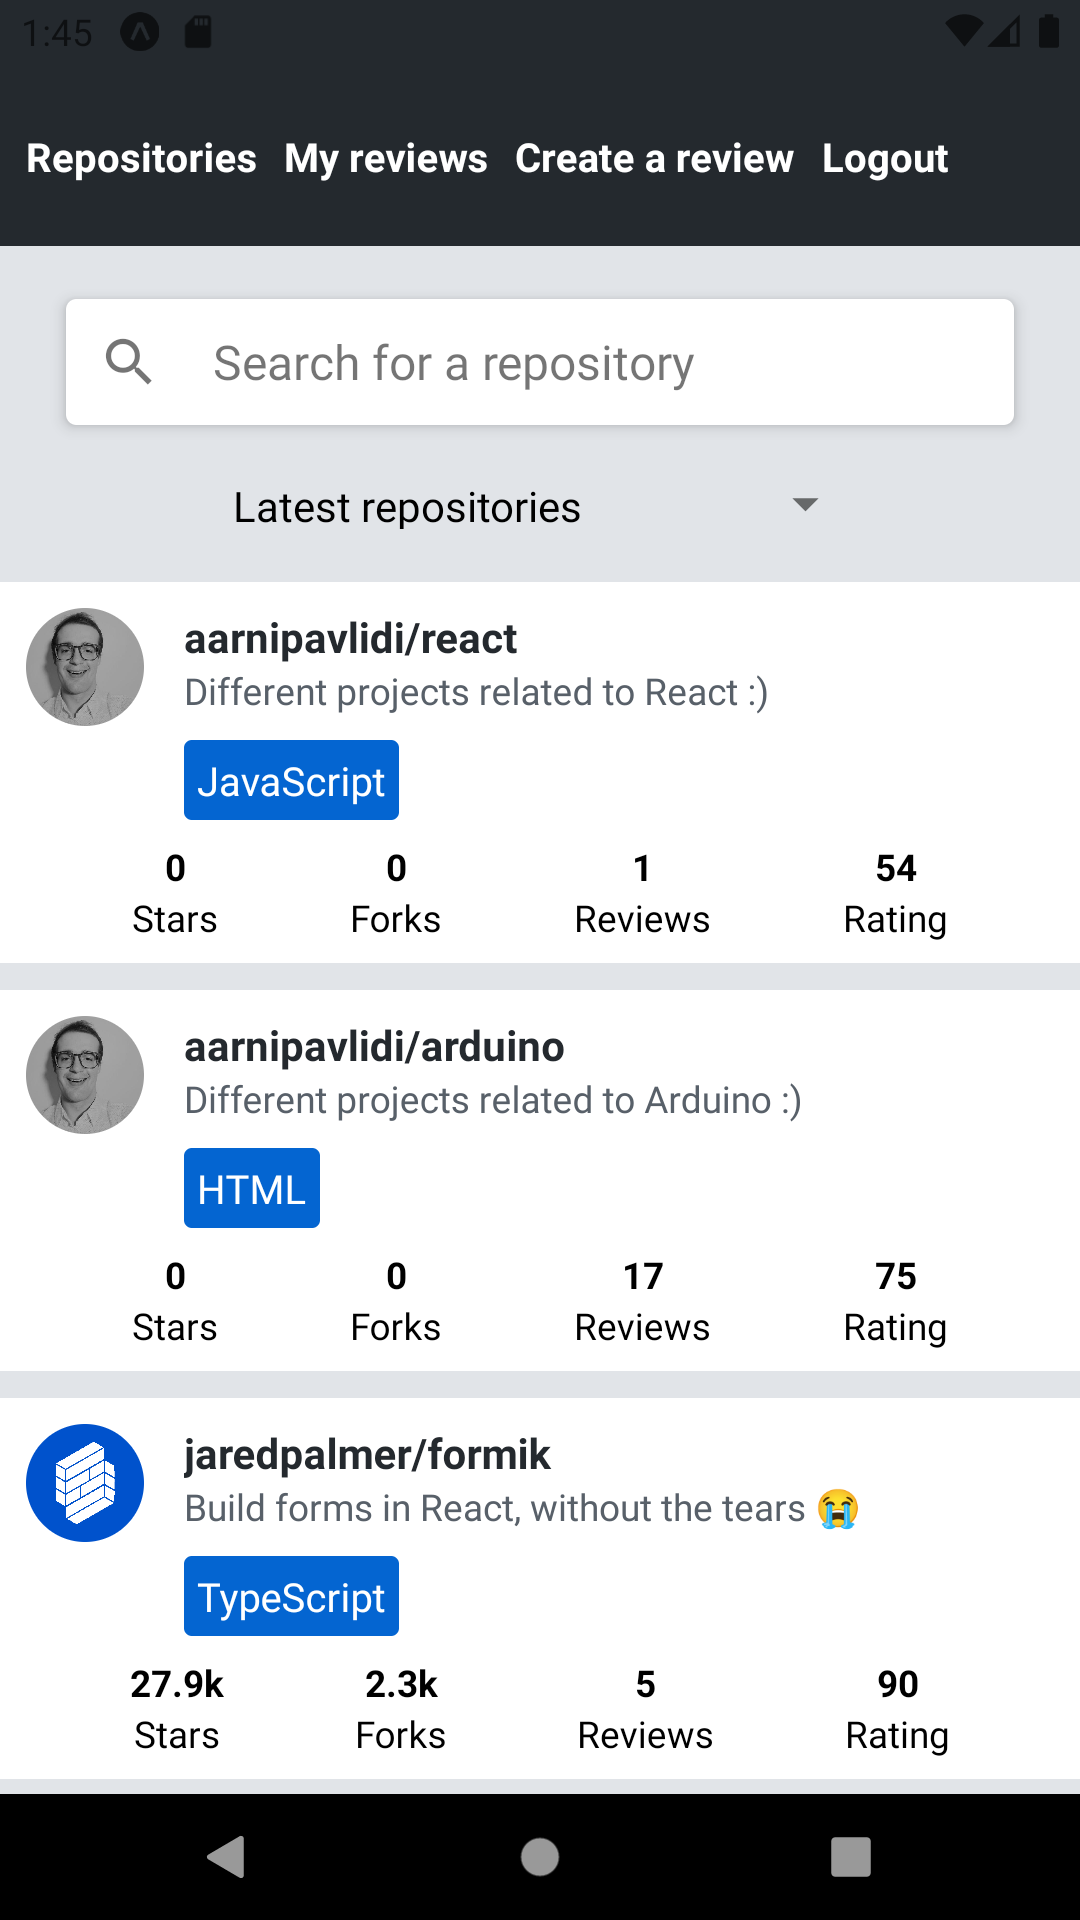 1:45
Repositories My reviews Create a review Logout
Search for a repository
Latest repositories
aarnipavlidi/react
Different projects related to React :)
JavaScript
0 0 1 54
Stars Forks Reviews Rating
aarnipavlidi/arduino
Different projects related to Arduino :)
HTML
0 0 17 75
Stars Forks Reviews Rating
jaredpalmer/formik
Build forms in React, without the tears 😭
TypeScript
27.9k 2.3k 5 90
Stars Forks Reviews Rating